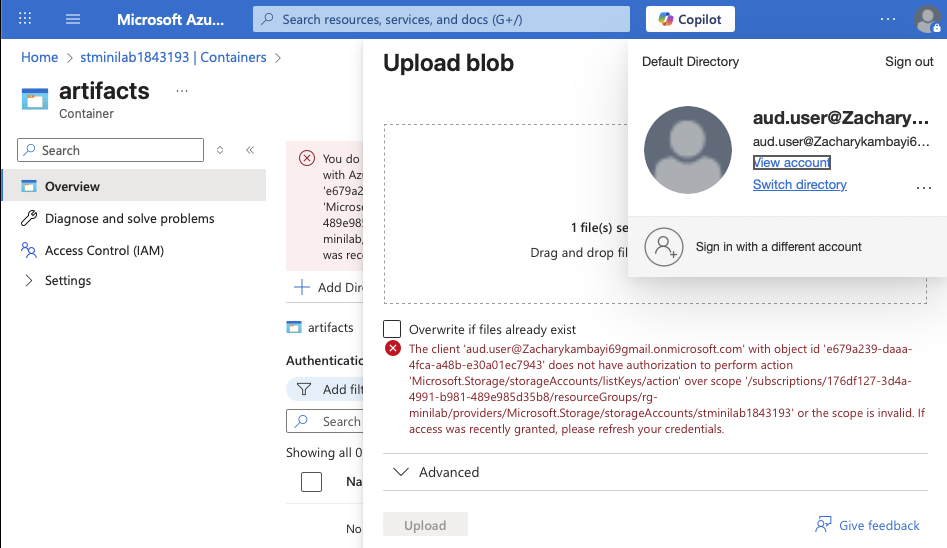 Microsoft Azu...
Search resources, services, and docs (G+/)
Copilot
...
Home > stminilab1843193 | Containers >
artifacts
...
Container
Search
Overview
Diagnose and solve problems
Access Control (IAM)
Settings
You do
with Azu
'e679a2
'Microso
489e985
minilab,
was rece
Add Dire
artifacts
Authenticatio
Add filt
Search
Showing all 0
Na
No
Upload blob
1 file(s) se
Drag and drop fil
Overwrite if files already exist
The client 'aud.user@Zacharykambayi69gmail.onmicrosoft.com' with object id 'e679a239-daaa-
4fca-a48b-e30a01ec7943' does not have authorization to perform action
'Microsoft.Storage/storageAccounts/listKeys/action' over scope '/subscriptions/176df127-3d4a-
4991-b981-489e985d35b8/resourceGroups/rg-
minilab/providers/Microsoft.Storage/storageAccounts/stminilab1843193' or the scope is invalid. If
access was recently granted, please refresh your credentials.
Advanced
Upload
Give feedback
Default Directory
Sign out
aud.user@Zachary...
aud.user@Zacharykambayi6...
View account
Switch directory
...
Sign in with a different account